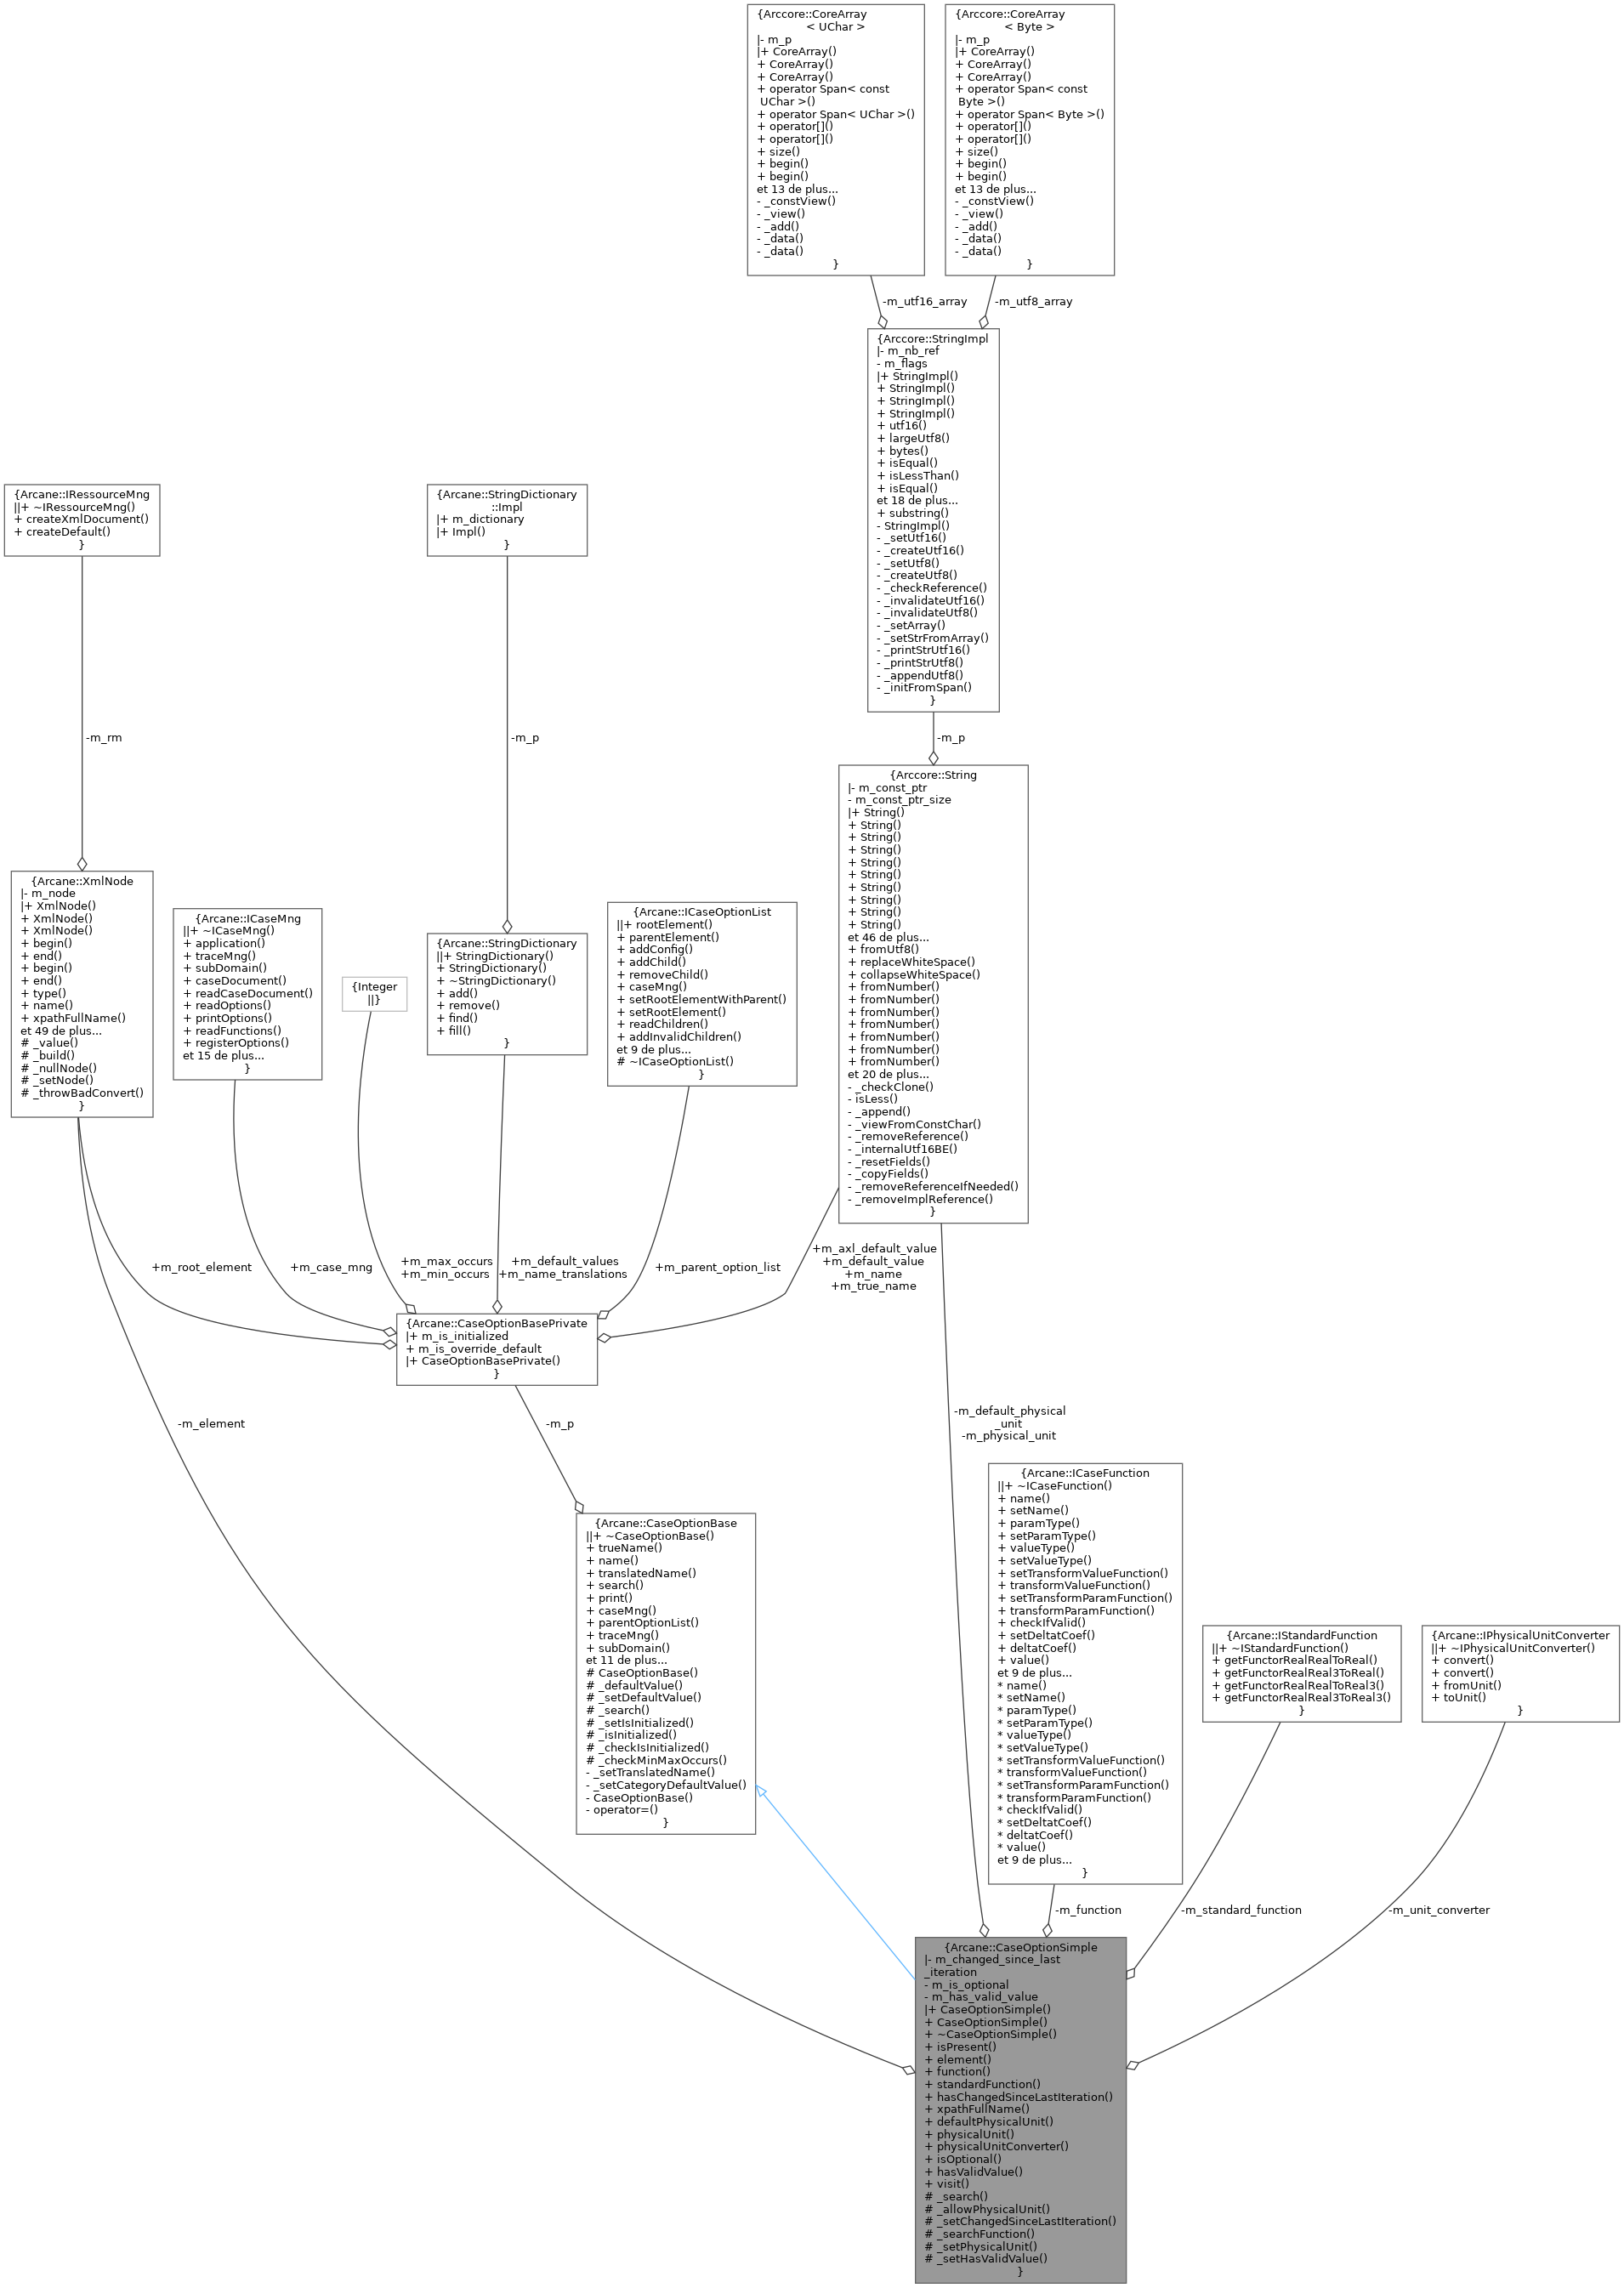 {Arccore::CoreArray
< UChar >
|- m_p
|+ CoreArray()
+ CoreArray()
+ CoreArray()
+ operator Span< const
UChar >()
+ operator Span< UChar >()
+ operator[]()
+ operator[]()
+ size()
+ begin()
+ begin()
et 13 de plus...
- _constView()
- _view()
- _add()
- _data()
- _data()
}
{Arccore::CoreArray
< Byte >
|- m_p
|+ CoreArray()
+ CoreArray()
+ CoreArray()
+ operator Span< const
Byte >()
+ operator Span< Byte >()
+ operator[]()
+ operator[]()
+ size()
+ begin()
+ begin()
et 13 de plus...
- _constView()
- _view()
- _add()
- _data()
- _data()
}
-m_utf16_array
-m_utf8_array
{Arccore::StringImpl
|- m_nb_ref
- m_flags
|+ StringImpl()
+ StringImpl()
+ StringImpl()
+ StringImpl()
+ utf16()
+ largeUtf8()
+ bytes()
+ isEqual()
+ isLessThan()
+ isEqual()
et 18 de plus...
+ substring()
- StringImpl()
- _setUtf16()
- _createUtf16()
- _setUtf8()
- _createUtf8()
- _checkReference()
- _invalidateUtf16()
- _invalidateUtf8()
- _setArray()
- _setStrFromArray()
- _printStrUtf16()
- _printStrUtf8()
- _appendUtf8()
- _initFromSpan()
}
{Arcane::IRessourceMng
||+ ~IRessourceMng()
+ createXmlDocument()
+ createDefault()
}
{Arcane::StringDictionary
::Impl
|+ m_dictionary
|+ Impl()
}
-m_rm
-m_p
-m_p
{Arccore::String
|- m_const_ptr
- m_const_ptr_size
|+ String()
+ String()
+ String()
+ String()
+ String()
+ String()
+ String()
+ String()
+ String()
+ String()
et 46 de plus...
+ fromUtf8()
+ replaceWhiteSpace()
+ collapseWhiteSpace()
+ fromNumber()
+ fromNumber()
+ fromNumber()
+ fromNumber()
+ fromNumber()
+ fromNumber()
+ fromNumber()
et 20 de plus...
- _checkClone()
- isLess()
- _append()
- _viewFromConstChar()
- _removeReference()
- _internalUtf16BE()
- _resetFields()
- _copyFields()
- _removeReferenceIfNeeded()
- _removeImplReference()
}
{Arcane::XmlNode
|- m_node
|+ XmlNode()
+ XmlNode()
+ XmlNode()
+ begin()
+ end()
+ begin()
+ end()
+ type()
+ name()
+ xpathFullName()
et 49 de plus...
# _value()
# _build()
# _nullNode()
# _setNode()
# _throwBadConvert()
}
{Arcane::ICaseMng
||+ ~ICaseMng()
+ application()
+ traceMng()
+ subDomain()
+ caseDocument()
+ readCaseDocument()
+ readOptions()
+ printOptions()
+ readFunctions()
+ registerOptions()
et 15 de plus...
}
{Integer
||}
{Arcane::StringDictionary
||+ StringDictionary()
+ StringDictionary()
+ ~StringDictionary()
+ add()
+ remove()
+ find()
+ fill()
}
{Arcane::ICaseOptionList
||+ rootElement()
+ parentElement()
+ addConfig()
+ addChild()
+ removeChild()
+ caseMng()
+ setRootElementWithParent()
+ setRootElement()
+ readChildren()
+ addInvalidChildren()
et 9 de plus...
# ~ICaseOptionList()
}
+m_root_element
+m_case_mng
+m_max_occurs
+m_min_occurs
+m_default_values
+m_name_translations
+m_parent_option_list
+m_axl_default_value
+m_default_value
+m_name
+m_true_name
{Arcane::CaseOptionBasePrivate
|+ m_is_initialized
+ m_is_override_default
|+ CaseOptionBasePrivate()
}
-m_element
-m_p
-m_default_physical
_unit
-m_physical_unit
{Arcane::CaseOptionBase
||+ ~CaseOptionBase()
+ trueName()
+ name()
+ translatedName()
+ search()
+ print()
+ caseMng()
+ parentOptionList()
+ traceMng()
+ subDomain()
et 11 de plus...
# CaseOptionBase()
# _defaultValue()
# _setDefaultValue()
# _search()
# _setIsInitialized()
# _isInitialized()
# _checkIsInitialized()
# _checkMinMaxOccurs()
- _setTranslatedName()
- _setCategoryDefaultValue()
- CaseOptionBase()
- operator=()
}
{Arcane::ICaseFunction
||+ ~ICaseFunction()
+ name()
+ setName()
+ paramType()
+ setParamType()
+ valueType()
+ setValueType()
+ setTransformValueFunction()
+ transformValueFunction()
+ setTransformParamFunction()
+ transformParamFunction()
+ checkIfValid()
+ setDeltatCoef()
+ deltatCoef()
+ value()
et 9 de plus...
* name()
* setName()
* paramType()
* setParamType()
* valueType()
* setValueType()
* setTransformValueFunction()
* transformValueFunction()
* setTransformParamFunction()
* transformParamFunction()
* checkIfValid()
* setDeltatCoef()
* deltatCoef()
* value()
et 9 de plus...
}
{Arcane::IStandardFunction
||+ ~IStandardFunction()
+ getFunctorRealRealToReal()
+ getFunctorRealReal3ToReal()
+ getFunctorRealRealToReal3()
+ getFunctorRealReal3ToReal3()
}
{Arcane::IPhysicalUnitConverter
||+ ~IPhysicalUnitConverter()
+ convert()
+ convert()
+ fromUnit()
+ toUnit()
}
-m_function
-m_standard_function
-m_unit_converter
{Arcane::CaseOptionSimple
|- m_changed_since_last
_iteration
- m_is_optional
- m_has_valid_value
|+ CaseOptionSimple()
+ CaseOptionSimple()
+ ~CaseOptionSimple()
+ isPresent()
+ element()
+ function()
+ standardFunction()
+ hasChangedSinceLastIteration()
+ xpathFullName()
+ defaultPhysicalUnit()
+ physicalUnit()
+ physicalUnitConverter()
+ isOptional()
+ hasValidValue()
+ visit()
# _search()
# _allowPhysicalUnit()
# _setChangedSinceLastIteration()
# _searchFunction()
# _setPhysicalUnit()
# _setHasValidValue()
}